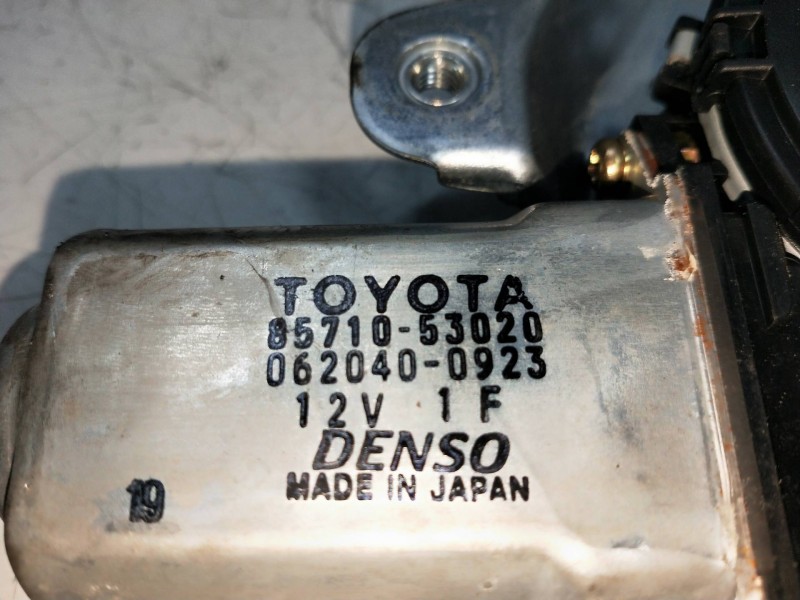 TOYOTA
85710-53020
062040-0923
12V 1F
DENSO
MADE IN JAPAN
19